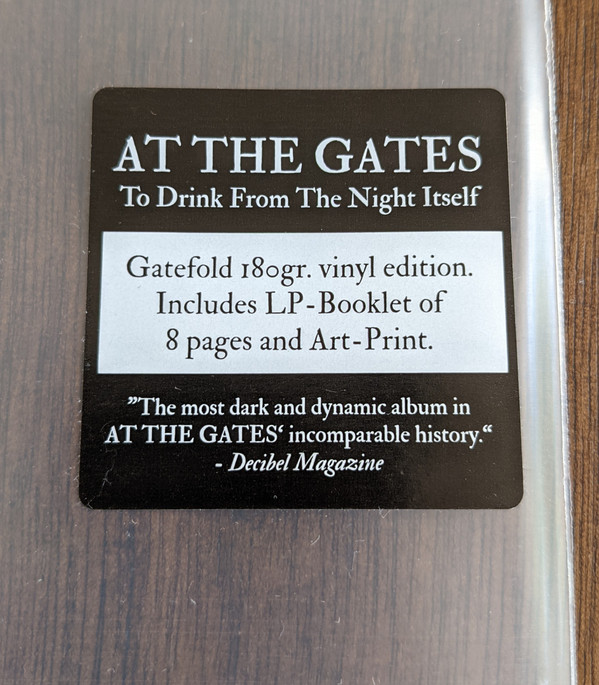 AT THE GATES
To Drink From The Night Itself
Gatefold 180gr. vinyl edition.
Includes LP-Booklet of
8 pages and Art-Print.
”The most dark and dynamic album in
AT THE GATES‘ incomparable history.“
- Decibel Magazine